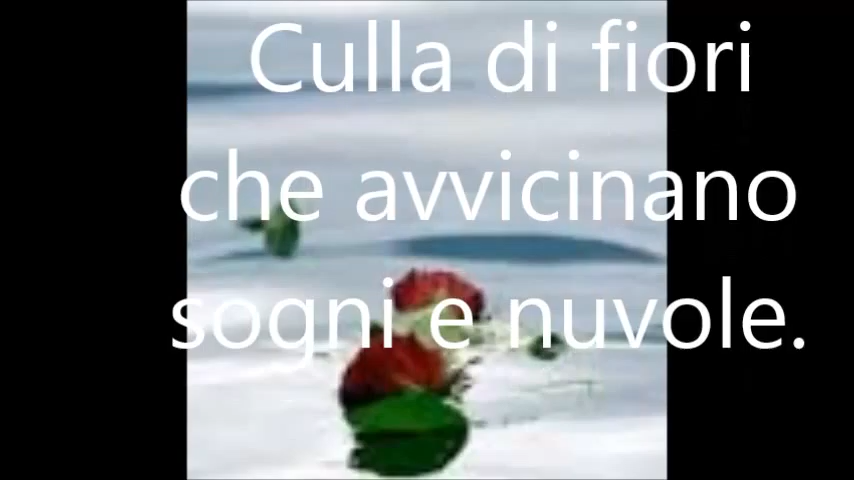 Culla di fiori
che avvicinano
sogni e nuvole.